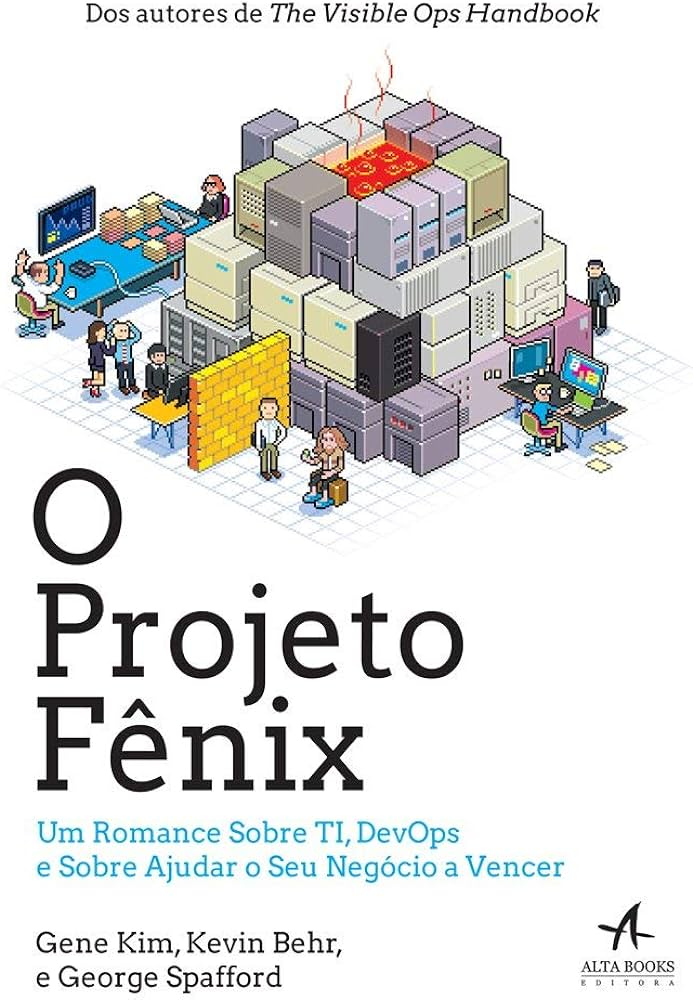 Dos autores de The Visible Ops Handbook
O
Projeto
Fênix
Um Romance Sobre TI, DevOps
e Sobre Ajudar o Seu Negócio a Vencer
Gene Kim, Kevin Behr,
e George Spafford
ALTA BOOKS
EDITORA